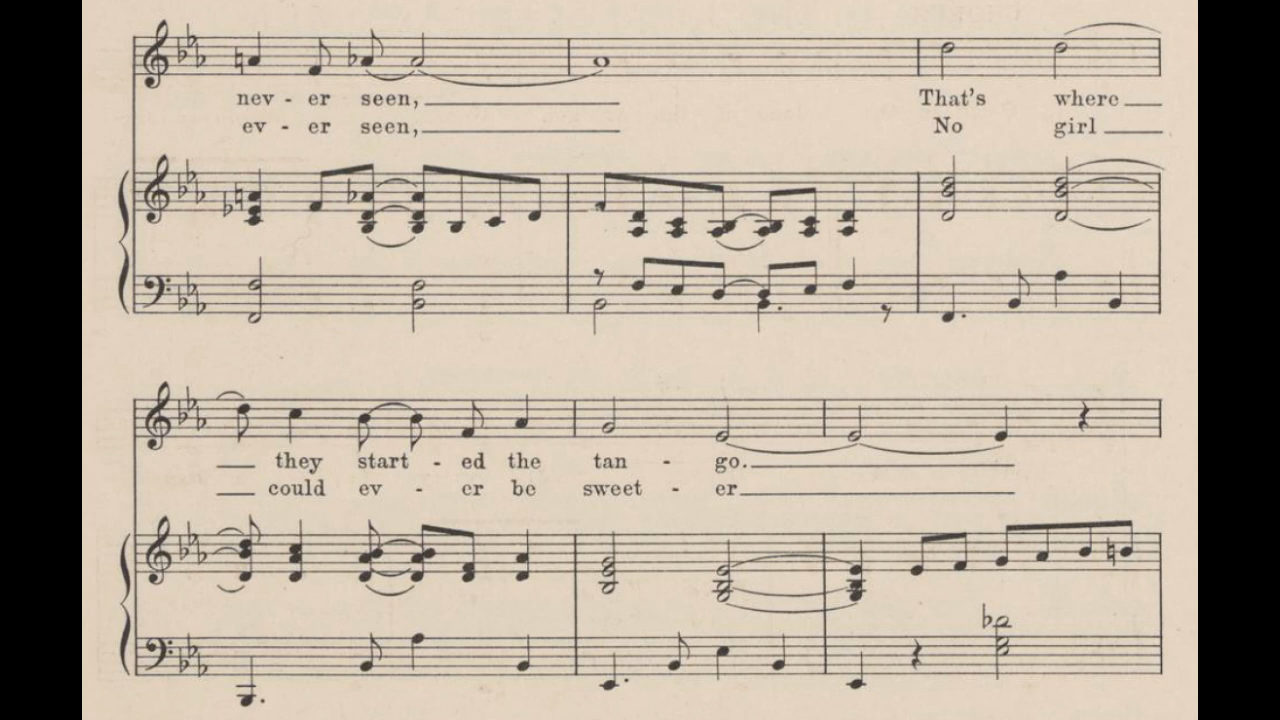 nev - er seen, That's where
ev - er seen, No girl
they start - ed the tan - go.
could ev - er be sweet - er